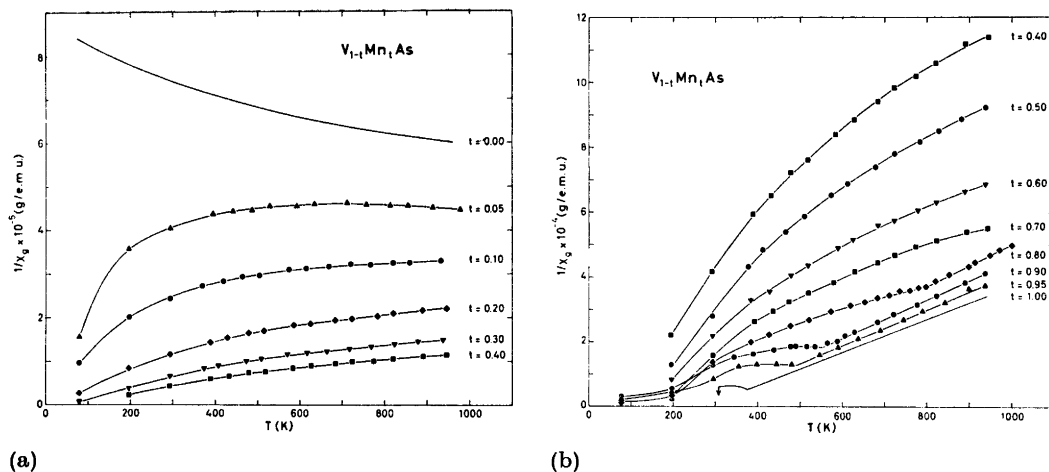 V₁₋ₜMnₜAs
8
6
4
2
0
1/χg × 10⁻⁵ (g/e.m.u.)
t = 0.00
t = 0.05
t = 0.10
t = 0.20
t = 0.30
t = 0.40
0 200 400 600 800 1000
T (K)
(a)
V₁₋ₜMnₜAs
12
10
8
6
4
2
0
1/χg × 10⁻⁴ (g/e.m.u.)
t = 0.40
t = 0.50
t = 0.60
t = 0.70
t = 0.80
t = 0.90
t = 0.95
t = 1.00
0 200 400 600 800 1000
T (K)
(b)